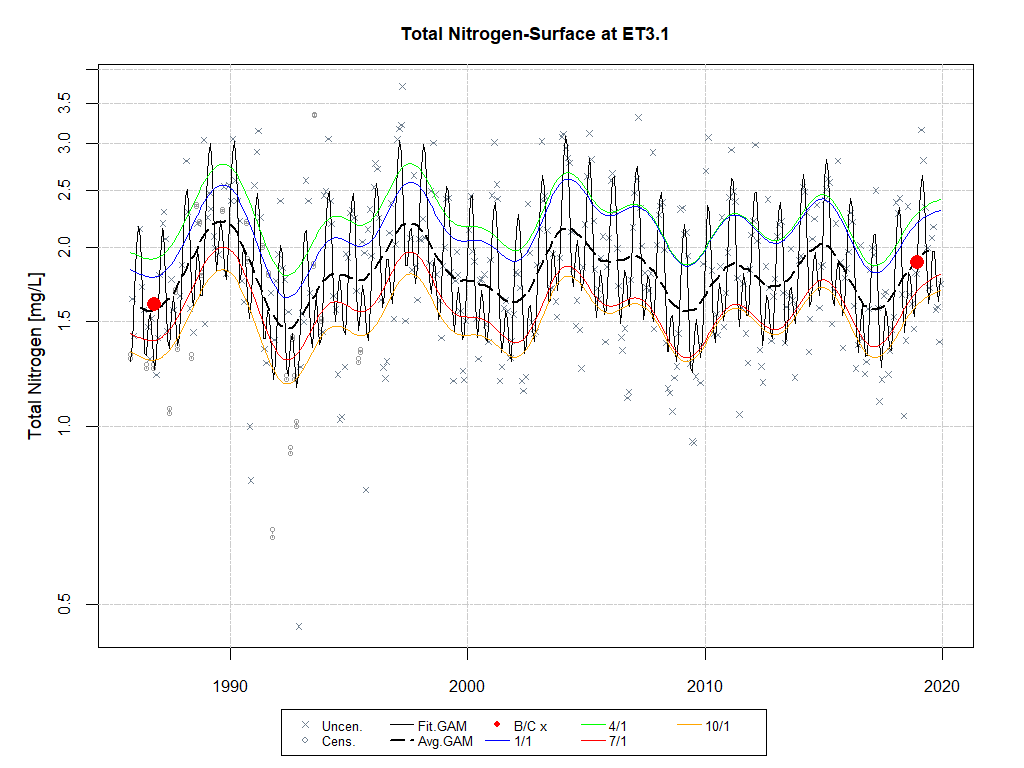 Total Nitrogen-Surface at ET3.1
Total Nitrogen [mg/L]
3.5
3.0
2.5
2.0
1.5
1.0
0.5
1990 2000 2010 2020
Uncen. Fit.GAM B/C x 4/1 10/1
Cens. Avg.GAM 1/1 7/1